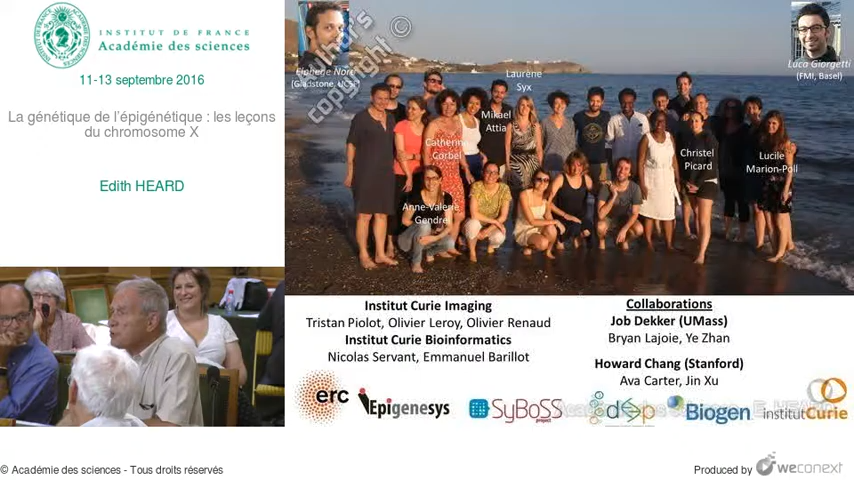 INSTITUT DE FRANCE
Académie des sciences
11-13 septembre 2016
La génétique de l'épigénétique : les leçons
du chromosome X
Edith HEARD
authors
copyright ©
Elphège Nora
(Gladstone, UCSF)
Luca Giorgetti
(FMI, Basel)
Laurène
Syx
Mikael
Attia
Catherine
Corbel
Christel
Picard
Lucile
Marion-Poll
Anne-Valerie
Gendrel
Institut Curie Imaging
Tristan Piolot, Olivier Leroy, Olivier Renaud
Institut Curie Bioinformatics
Nicolas Servant, Emmanuel Barillot
Collaborations
Job Dekker (UMass)
Bryan Lajoie, Ye Zhan
Howard Chang (Stanford)
Ava Carter, Jin Xu
erc
Epigenesys
SyBoSS
project
Biogen
institutCurie
© Académie des sciences - Tous droits réservés
Produced by weconext